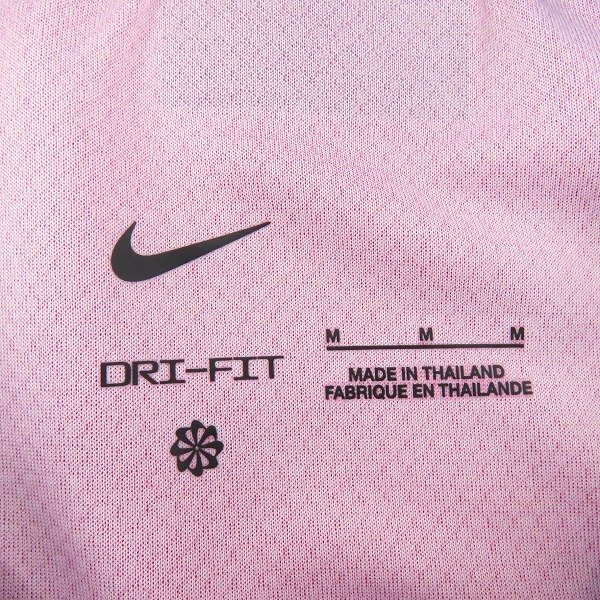 DRI-FIT
M M M
MADE IN THAILAND
FABRIQUE EN THAILANDE